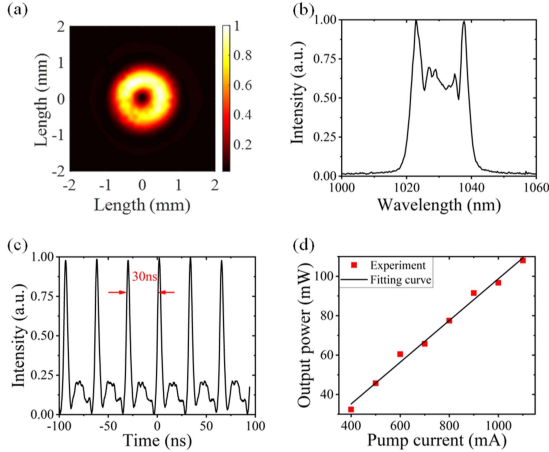 (a)
2
1
0
-1
-2
-2 -1 0 1 2
Length (mm)
Length (mm)
1
0.8
0.6
0.4
0.2
(b)
1.00
0.75
0.50
0.25
0.00
1000 1020 1040 1060
Intensity (a.u.)
Wavelength (nm)
(c)
1.00
0.75
0.50
0.25
0.00
-100 -50 0 50 100
Intensity (a.u.)
Time (ns)
30ns
(d)
Experiment
Fitting curve
100
80
60
40
400 600 800 1000
Output power (mW)
Pump current (mA)